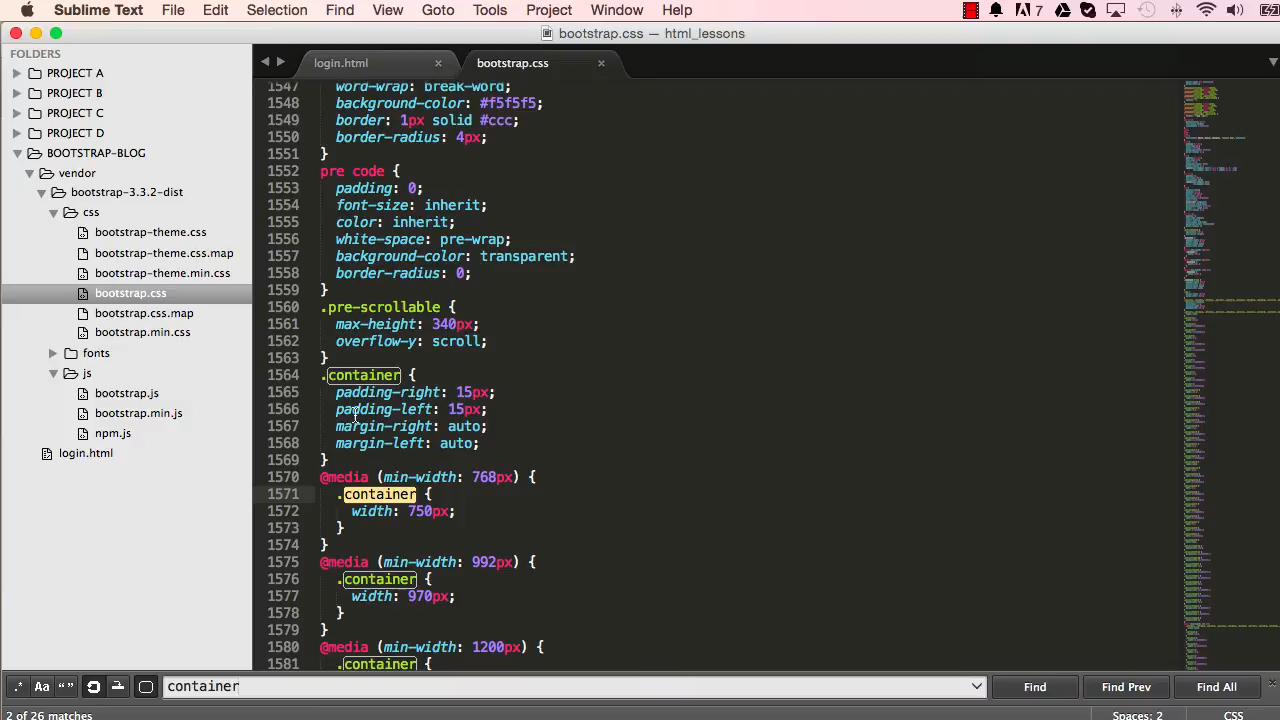 Sublime Text File Edit Selection Find View Goto Tools Project Window Help 7
bootstrap.css — html_lessons
FOLDERS
PROJECT A
PROJECT B
PROJECT C
PROJECT D
BOOTSTRAP-BLOG
vendor
bootstrap-3.3.2-dist
css
bootstrap-theme.css
bootstrap-theme.css.map
bootstrap-theme.min.css
bootstrap.css
bootstrap.css.map
bootstrap.min.css
fonts
js
bootstrap.js
bootstrap.min.js
npm.js
login.html
login.html × bootstrap.css ×
1547 word-wrap: break-word;
1548 background-color: #f5f5f5;
1549 border: 1px solid #ccc;
1550 border-radius: 4px;
1551 }
1552 pre code {
1553 padding: 0;
1554 font-size: inherit;
1555 color: inherit;
1556 white-space: pre-wrap;
1557 background-color: transparent;
1558 border-radius: 0;
1559 }
1560 .pre-scrollable {
1561 max-height: 340px;
1562 overflow-y: scroll;
1563 }
1564 .container {
1565 padding-right: 15px;
1566 padding-left: 15px;
1567 margin-right: auto;
1568 margin-left: auto;
1569 }
1570 @media (min-width: 768px) {
1571 .container {
1572 width: 750px;
1573 }
1574 }
1575 @media (min-width: 992px) {
1576 .container {
1577 width: 970px;
1578 }
1579 }
1580 @media (min-width: 1200px) {
1581 .container {
.* Aa “ ” container Find Find Prev Find All
2 of 26 matches Spaces: 2 CSS